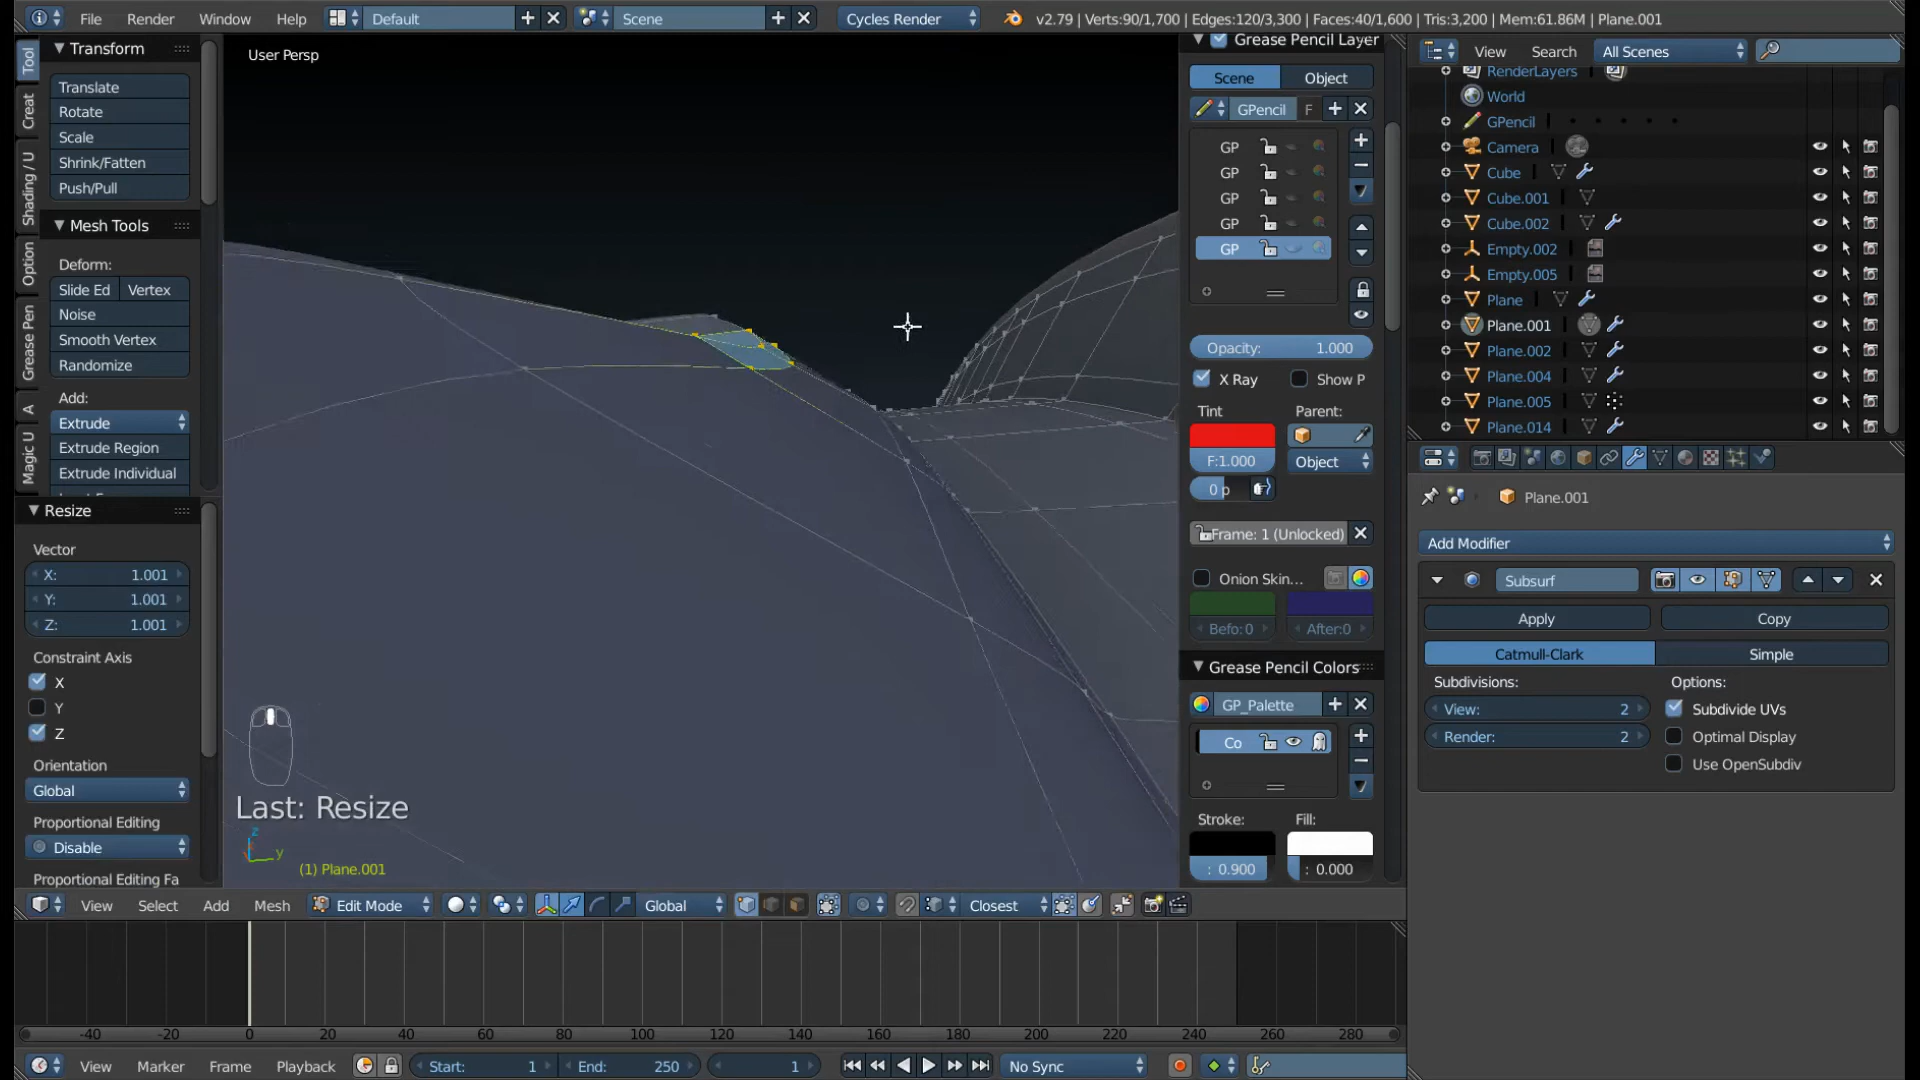 File Render Window Help Default Scene Cycles Render v2.79 | Verts:90/1,700 | Edges:120/3,300 | Faces:40/1,600 | Tris:3,200 | Mem:61.86M | Plane.001
Tool
Creat
Shading / U
Option
Grease Pen
A
Magic U
Transform
Translate
Rotate
Scale
Shrink/Fatten
Push/Pull
Mesh Tools
Deform:
Slide Ed Vertex
Noise
Smooth Vertex
Randomize
Add:
Extrude
Extrude Region
Extrude Individual
Resize
Vector
X: 1.001
Y: 1.001
Z: 1.001
Constraint Axis
X
Y
Z
Orientation
Global
Proportional Editing
Disable
Proportional Editing Fa
User Persp
Last: Resize
z
y
(1) Plane.001
Grease Pencil Layer
Scene Object
GPencil F
GP
GP
GP
GP
GP
Opacity: 1.000
X Ray Show P
Tint Parent:
F:1.000 Object
0 p
Frame: 1 (Unlocked)
Onion Skin...
Befo:0 After:0
Grease Pencil Colors
GP_Palette
Co
Stroke: Fill:
: 0.900 : 0.000
View Search All Scenes
RenderLayers
World
GPencil
Camera
Cube
Cube.001
Cube.002
Empty.002
Empty.005
Plane
Plane.001
Plane.002
Plane.004
Plane.005
Plane.014
Plane.001
Add Modifier
Subsurf
Apply Copy
Catmull-Clark Simple
Subdivisions: Options:
View: 2 Subdivide UVs
Render: 2 Optimal Display
Use OpenSubdiv
View Select Add Mesh Edit Mode Global Closest
-40 -20 0 20 40 60 80 100 120 140 160 180 200 220 240 260 280
View Marker Frame Playback Start: 1 End: 250 1 No Sync